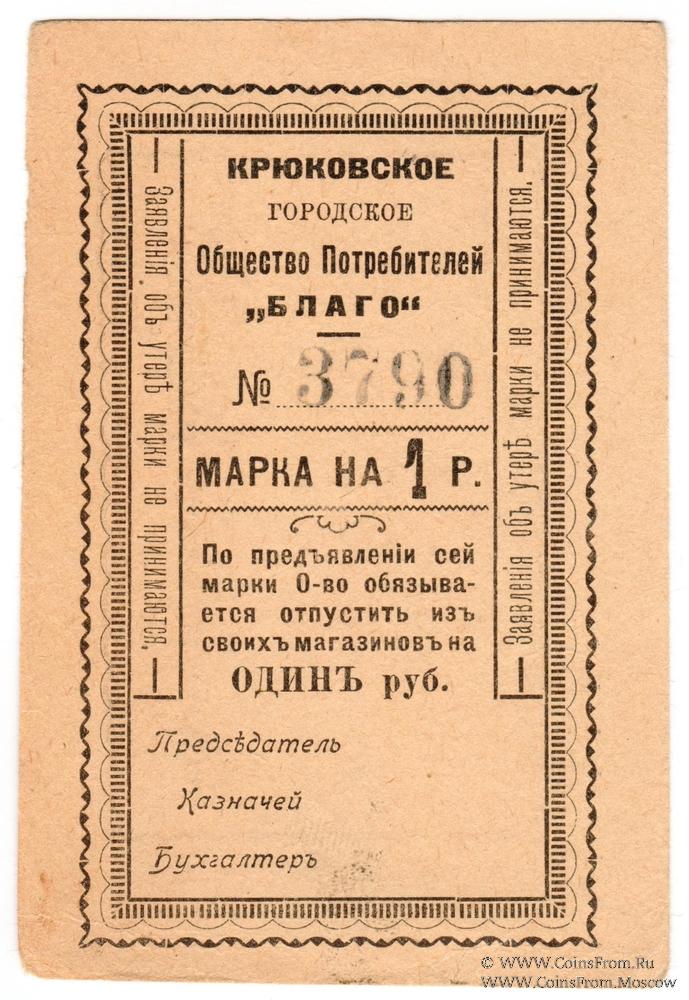 КРЮКОВСКОЕ
ГОРОДСКОЕ
Общество Потребителей
„БЛАГО“
№ 3790
МАРКА НА 1 Р.
По предъявленіи сей
марки О-во обязыва-
ется отпустить изъ
своихъ магазиновъ на
ОДИНЪ руб.
Заявленія объ утерѣ марки не принимаются.
Заявленія объ утерѣ марки не принимаются.
Предсѣдатель
Казначей
Бухгалтеръ
© WWW.CoinsFrom.Ru
WWW.CoinsFrom.Moscow